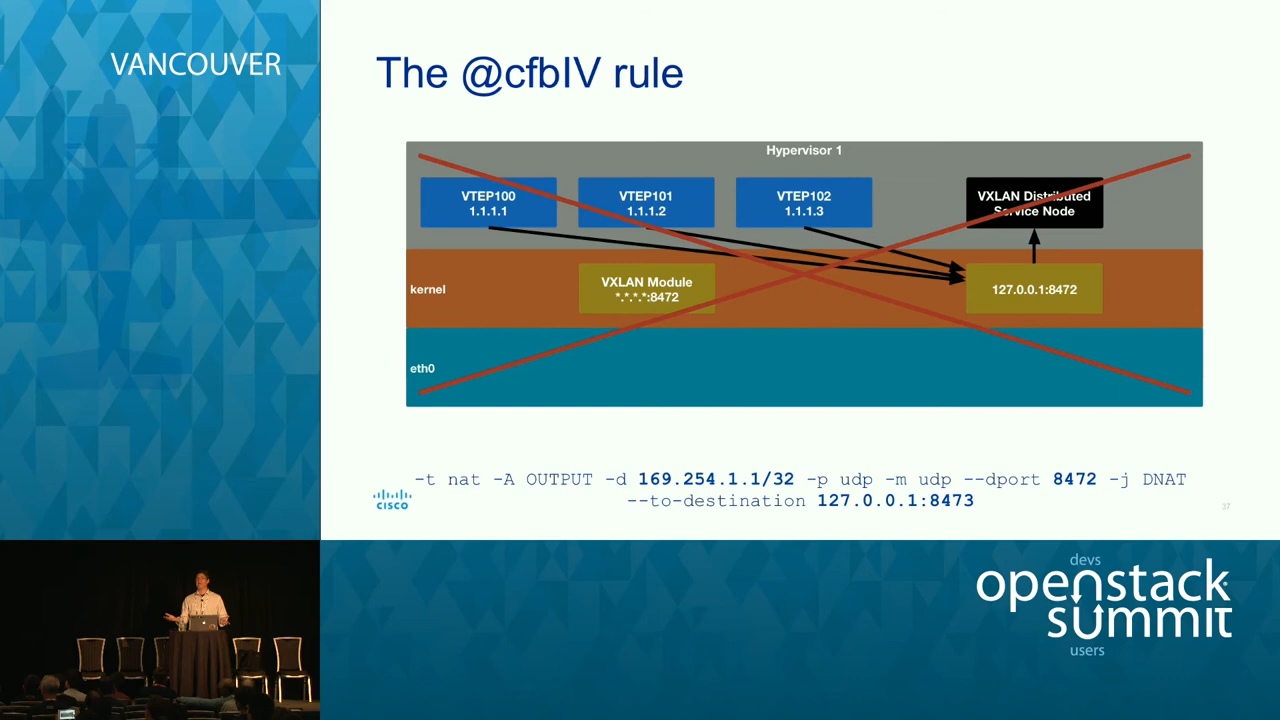 VANCOUVER
The @cfbIV rule
Hypervisor 1
VTEP100
1.1.1.1
VTEP101
1.1.1.2
VTEP102
1.1.1.3
VXLAN Distributed
Service Node
kernel
VXLAN Module
*.*.*.*:8472
127.0.0.1:8472
eth0
-t nat -A OUTPUT -d 169.254.1.1/32 -p udp -m udp --dport 8472 -j DNAT
--to-destination 127.0.0.1:8473
CISCO
37
devs
openstack
summit
users